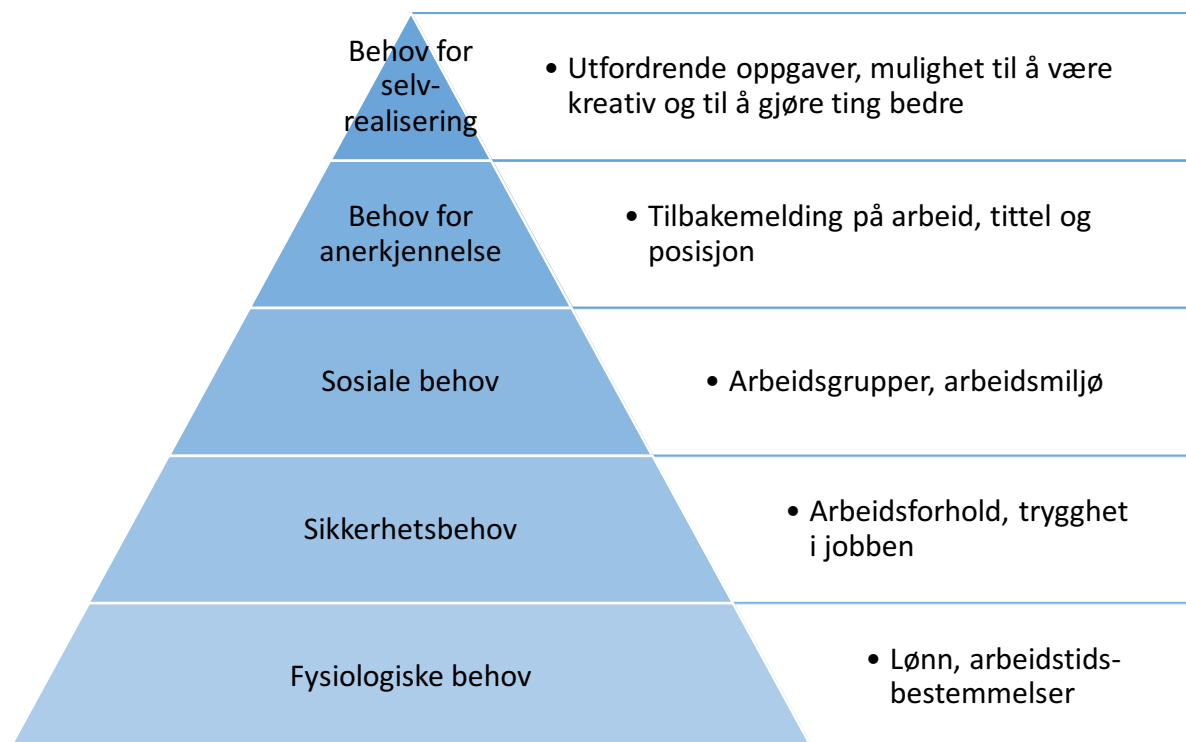 Behov for
selv-
realisering
• Utfordrende oppgaver, mulighet til å være
kreativ og til å gjøre ting bedre
Behov for
anerkjennelse
• Tilbakemelding på arbeid, tittel og
posisjon
Sosiale behov
• Arbeidsgrupper, arbeidsmiljø
Sikkerhetsbehov
• Arbeidsforhold, trygghet
i jobben
Fysiologiske behov
• Lønn, arbeidstids-
bestemmelser